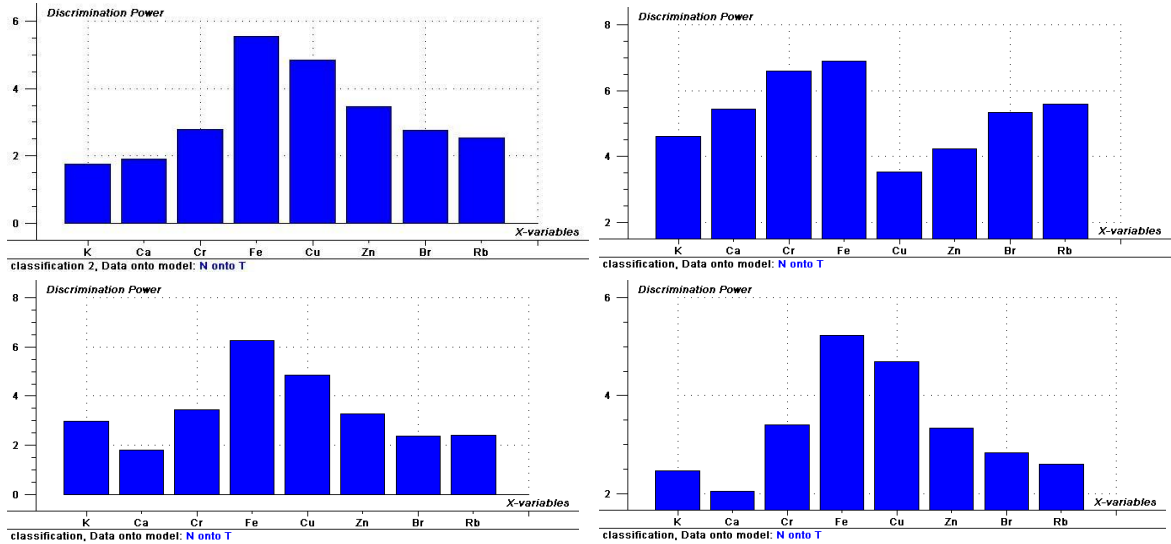 Discrimination Power
6
4
2
0
X-variables
K Ca Cr Fe Cu Zn Br Rb
classification 2, Data onto model: N onto T
Discrimination Power
8
6
4
2
X-variables
K Ca Cr Fe Cu Zn Br Rb
classification, Data onto model: N onto T
Discrimination Power
8
6
4
2
0
X-variables
K Ca Cr Fe Cu Zn Br Rb
classification, Data onto model: N onto T
Discrimination Power
6
4
2
X-variables
K Ca Cr Fe Cu Zn Br Rb
classification, Data onto model: N onto T